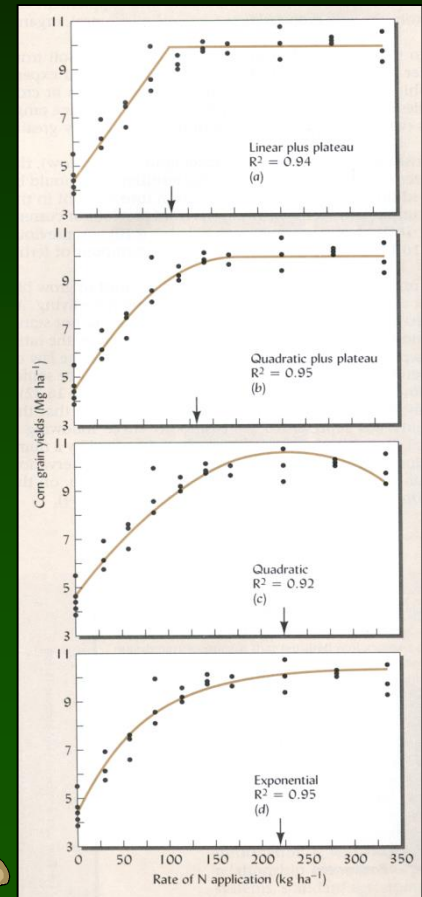 Corn grain yields (Mg ha⁻¹)
11
9
7
5
3
Linear plus plateau
R² = 0.94
(a)
11
9
7
5
3
Quadratic plus plateau
R² = 0.95
(b)
11
9
7
5
3
Quadratic
R² = 0.92
(c)
11
9
7
5
3
Exponential
R² = 0.95
(d)
0 50 100 150 200 250 300 350
Rate of N application (kg ha⁻¹)